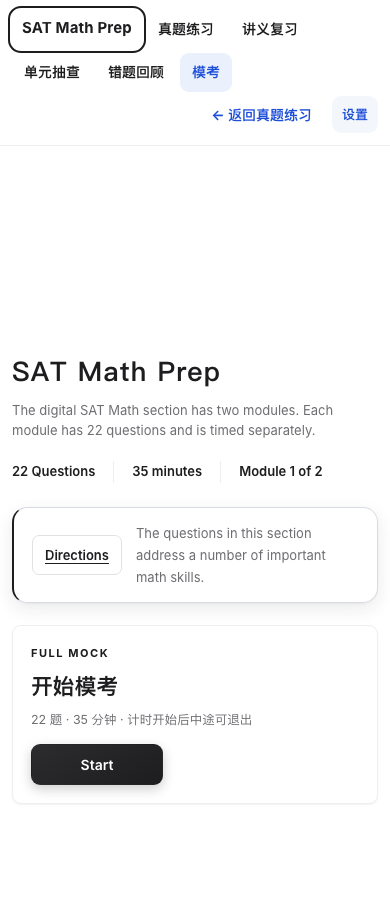 SAT Math Prep 真题练习 讲义复习
单元抽查 错题回顾 模考
← 返回真题练习 设置
SAT Math Prep
The digital SAT Math section has two modules. Each
module has 22 questions and is timed separately.
22 Questions 35 minutes Module 1 of 2
Directions
The questions in this section
address a number of important
math skills.
FULL MOCK
开始模考
22 题 · 35 分钟 · 计时开始后中途可退出
Start